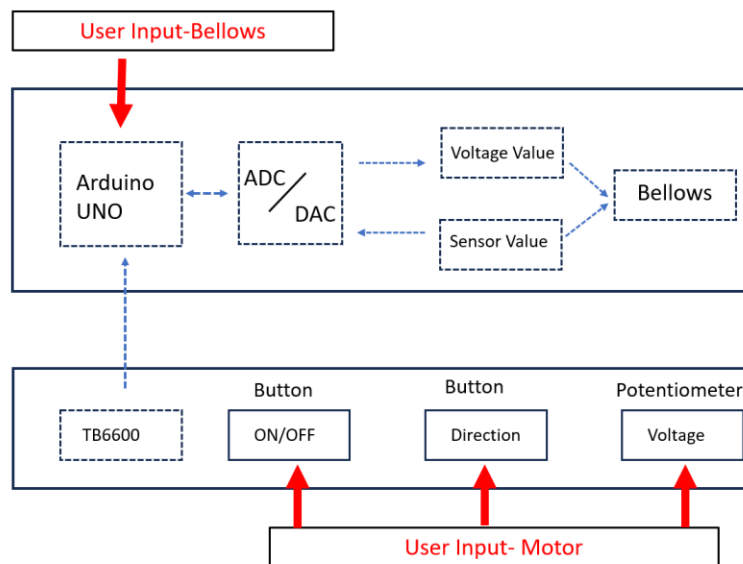 User Input-Bellows
Arduino
UNO
ADC
DAC
Voltage Value
Sensor Value
Bellows
Button
Button
Potentiometer
TB6600
ON/OFF
Direction
Voltage
User Input- Motor